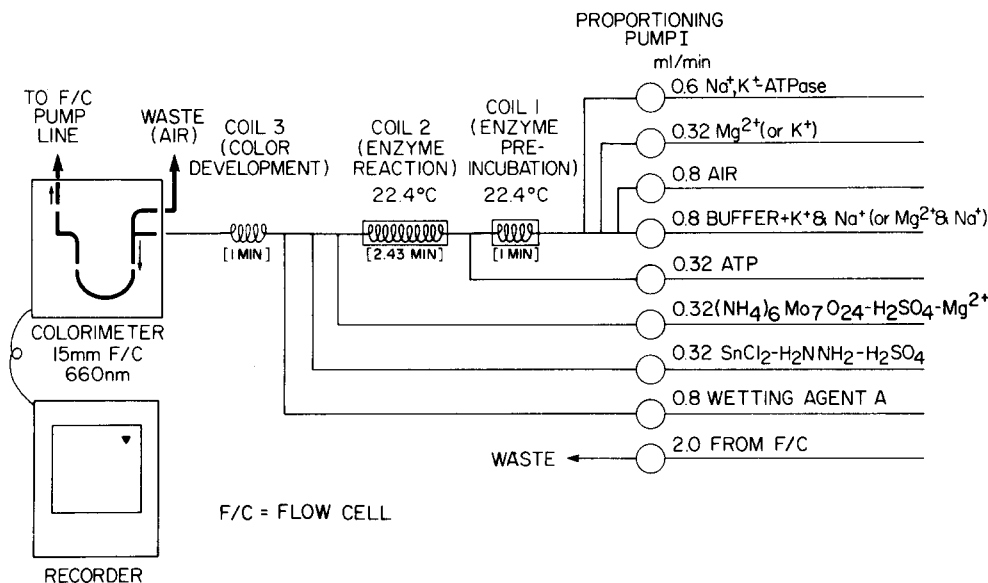 PROPORTIONING
PUMP I
ml/min
0.6 Na⁺,K⁺-ATPase
0.32 Mg²⁺(or K⁺)
0.8 AIR
0.8 BUFFER+K⁺& Na⁺(or Mg²⁺& Na⁺)
0.32 ATP
0.32(NH₄)₆Mo₇O₂₄-H₂SO₄-Mg²⁺
0.32 SnCl₂-H₂NNH₂-H₂SO₄
0.8 WETTING AGENT A
2.0 FROM F/C
WASTE
TO F/C
PUMP
LINE
WASTE
(AIR)
COIL 3
(COLOR
DEVELOPMENT)
[1 MIN]
COIL 2
(ENZYME
REACTION)
22.4°C
[2.43 MIN]
COIL 1
(ENZYME
PRE-
INCUBATION)
22.4°C
[1 MIN]
COLORIMETER
15mm F/C
660nm
F/C = FLOW CELL
RECORDER